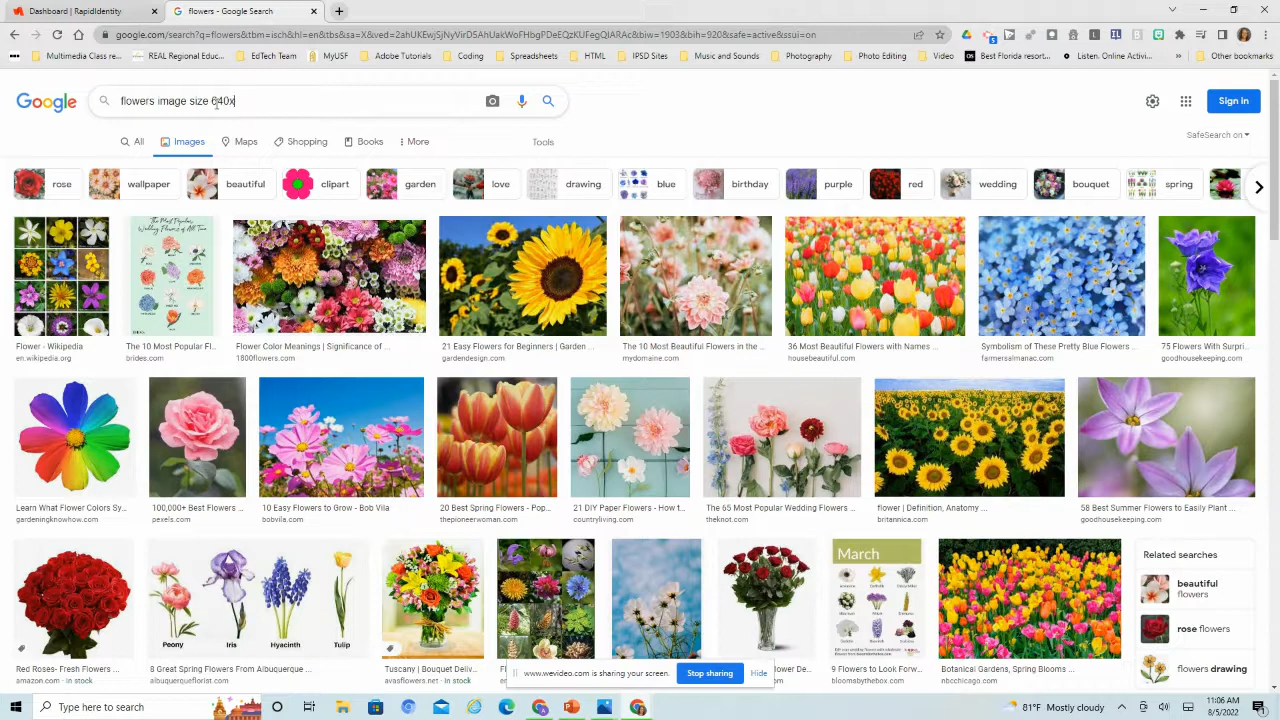 Dashboard | RapidIdentity
flowers - Google Search
google.com/search?q=flowers&tbm=isch&hl=en&tbs&sa=X&ved=2ahUKEwjSjNyVirD5AhUakWoFHbgPDeEQzKUFegQIARAc&biw=1903&bih=920&safe=active&ssui=on
Multimedia Class re...
REAL Regional Educ...
Extensions
MyUSF
Adobe Tutorials
Coding
Spreadsheets
HTML
IPSD Sites
Music and Sounds
Photography
Photo Editing
Video
Best Florida resort...
Listen, Online Activi...
Other bookmarks
Google
flowers image size 640x
Sign in
All
Images
Maps
Shopping
Books
More
Tools
SafeSearch on
rose
wallpaper
beautiful
clipart
garden
love
drawing
blue
birthday
purple
red
wedding
bouquet
spring
Flower - Wikipedia
en.wikipedia.org
The 10 Most Popular Fl...
brides.com
Flower Color Meanings | Significance of ...
1800flowers.com
21 Easy Flowers for Beginners | Garden ...
gardendesign.com
The 10 Most Beautiful Flowers in the ...
mydomaine.com
36 Most Beautiful Flowers with Names ...
housebeautiful.com
Symbolism of These Pretty Blue Flowers ...
farmersalmanac.com
75 Flowers With Surpri...
goodhousekeeping.com
Learn What Flower Colors Sy...
gardeningknowhow.com
100,000+ Best Flowers ...
pexels.com
10 Easy Flowers to Grow - Bob Vila
bobvila.com
20 Best Spring Flowers - Pop...
thepioneerwoman.com
21 DIY Paper Flowers - How t...
countryliving.com
The 65 Most Popular Wedding Flowers ...
theknot.com
flower | Definition, Anatomy ...
britannica.com
58 Best Summer Flowers to Easily Plant ...
goodhousekeeping.com
Peony
Iris
Hyacinth
Tulip
March
Related searches
beautiful
flowers
rose flowers
flowers drawing
Red Roses- Fresh Flowers ...
amazon.com - In stock
Flowers From Albuquerque ...
albuquerqueflorist.com
Tuscany | Bouquet Deliv...
avasflowers.net - In stock
9 Flowers to Look Forw...
bloomsbythebox.com
Botanical Gardens, Spring Blooms ...
nbcchicago.com
www.wevideo.com is sharing your screen.
Stop sharing
Hide
Type here to search
81°F Mostly cloudy
11:06 AM
8/5/2022